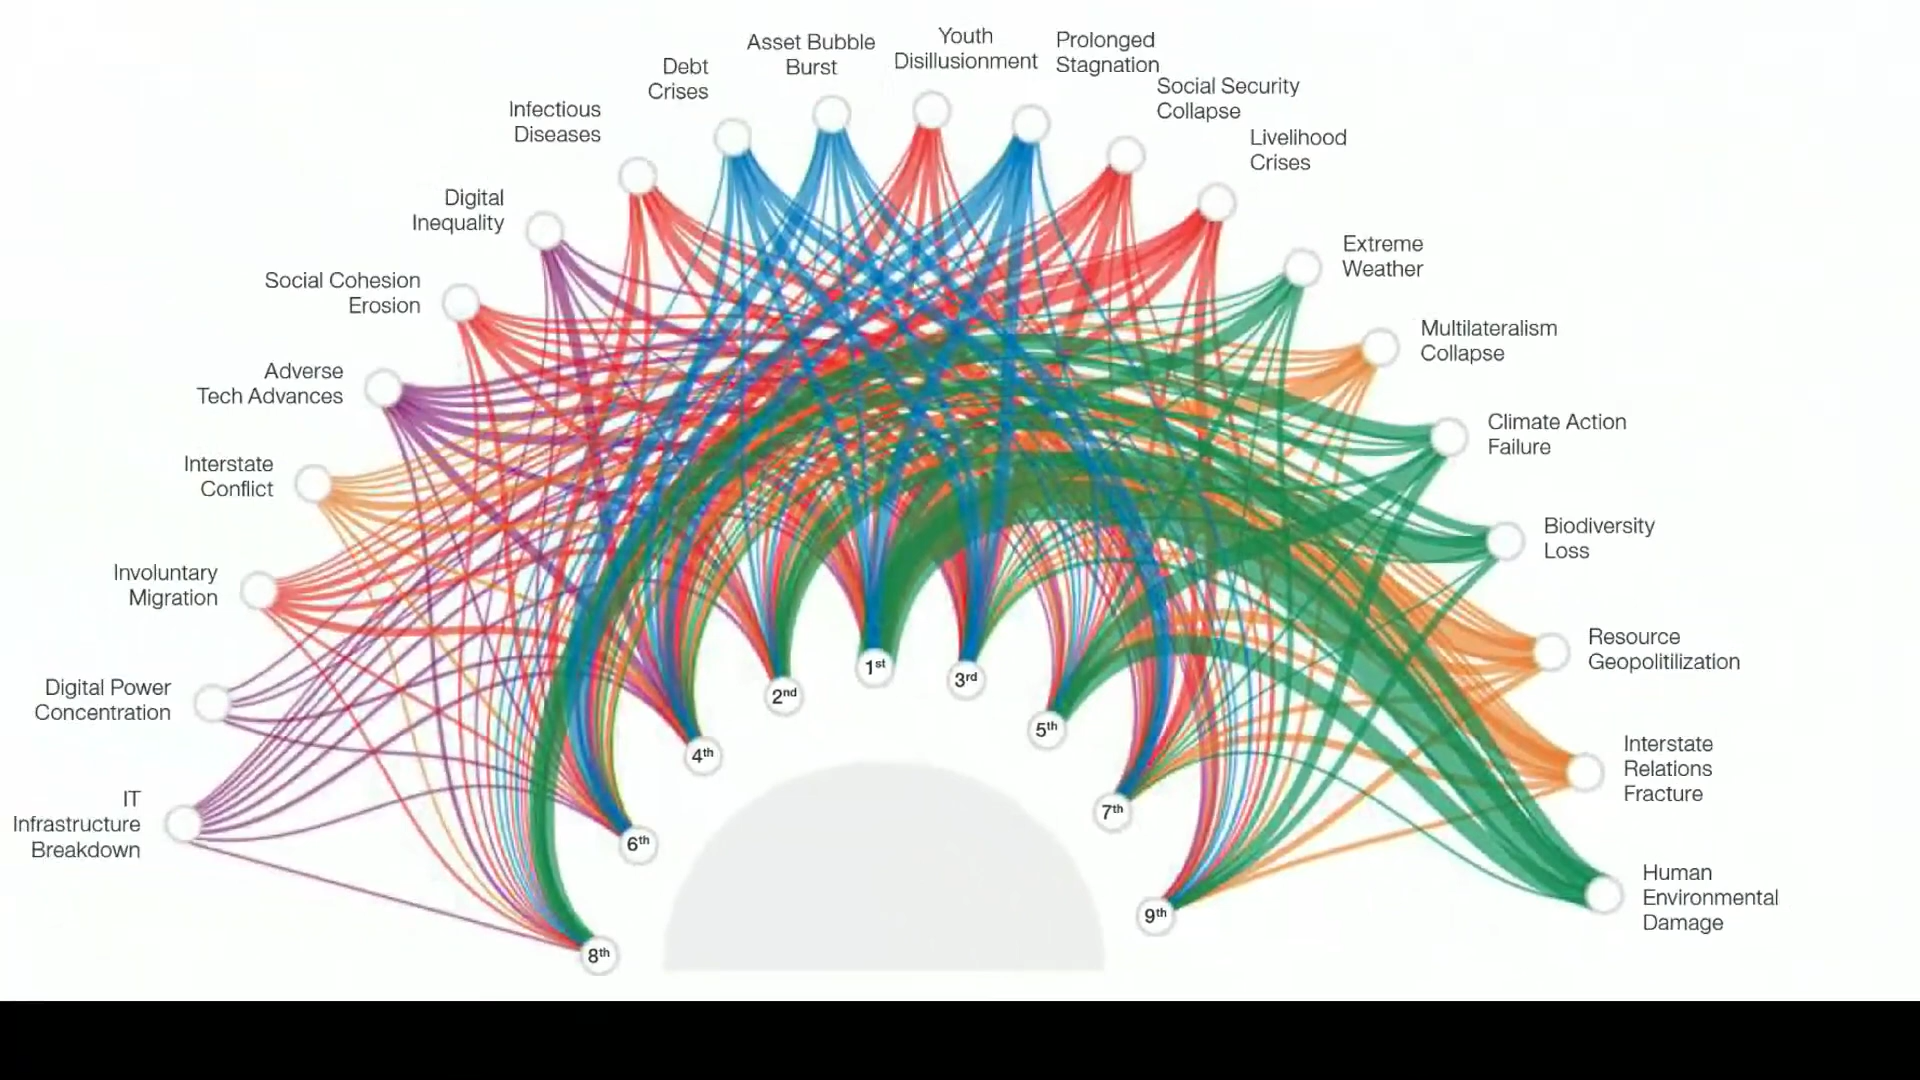 Asset Bubble
Burst
Youth
Disillusionment
Prolonged
Stagnation
Debt
Crises
Social Security
Collapse
Infectious
Diseases
Livelihood
Crises
Digital
Inequality
Extreme
Weather
Social Cohesion
Erosion
Multilateralism
Collapse
Adverse
Tech Advances
Climate Action
Failure
Interstate
Conflict
Biodiversity
Loss
Involuntary
Migration
Resource
Geopolitilization
Digital Power
Concentration
Interstate
Relations
Fracture
IT
Infrastructure
Breakdown
Human
Environmental
Damage
8th
6th
4th
2nd
1st
3rd
5th
7th
9th